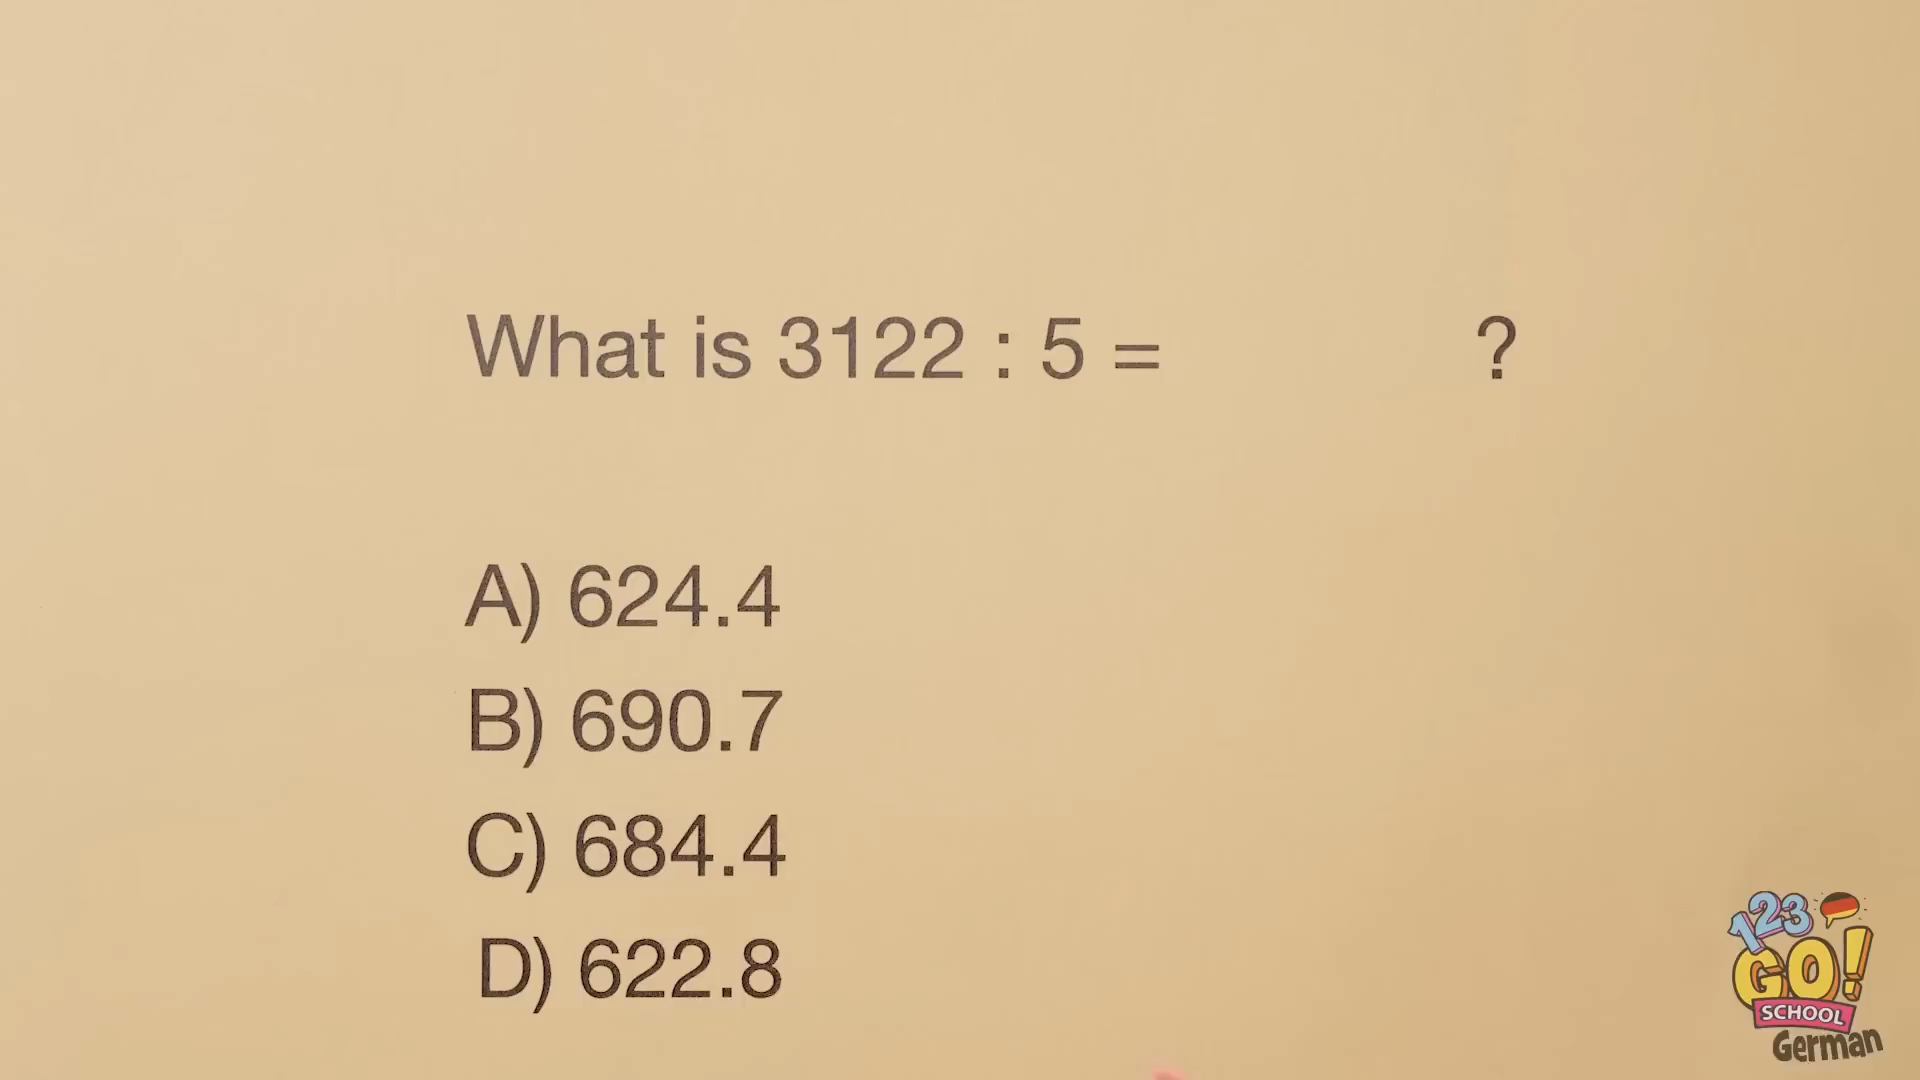 What is 3122 : 5 = ?
A) 624.4
B) 690.7
C) 684.4
D) 622.8
123
GO!
SCHOOL
German